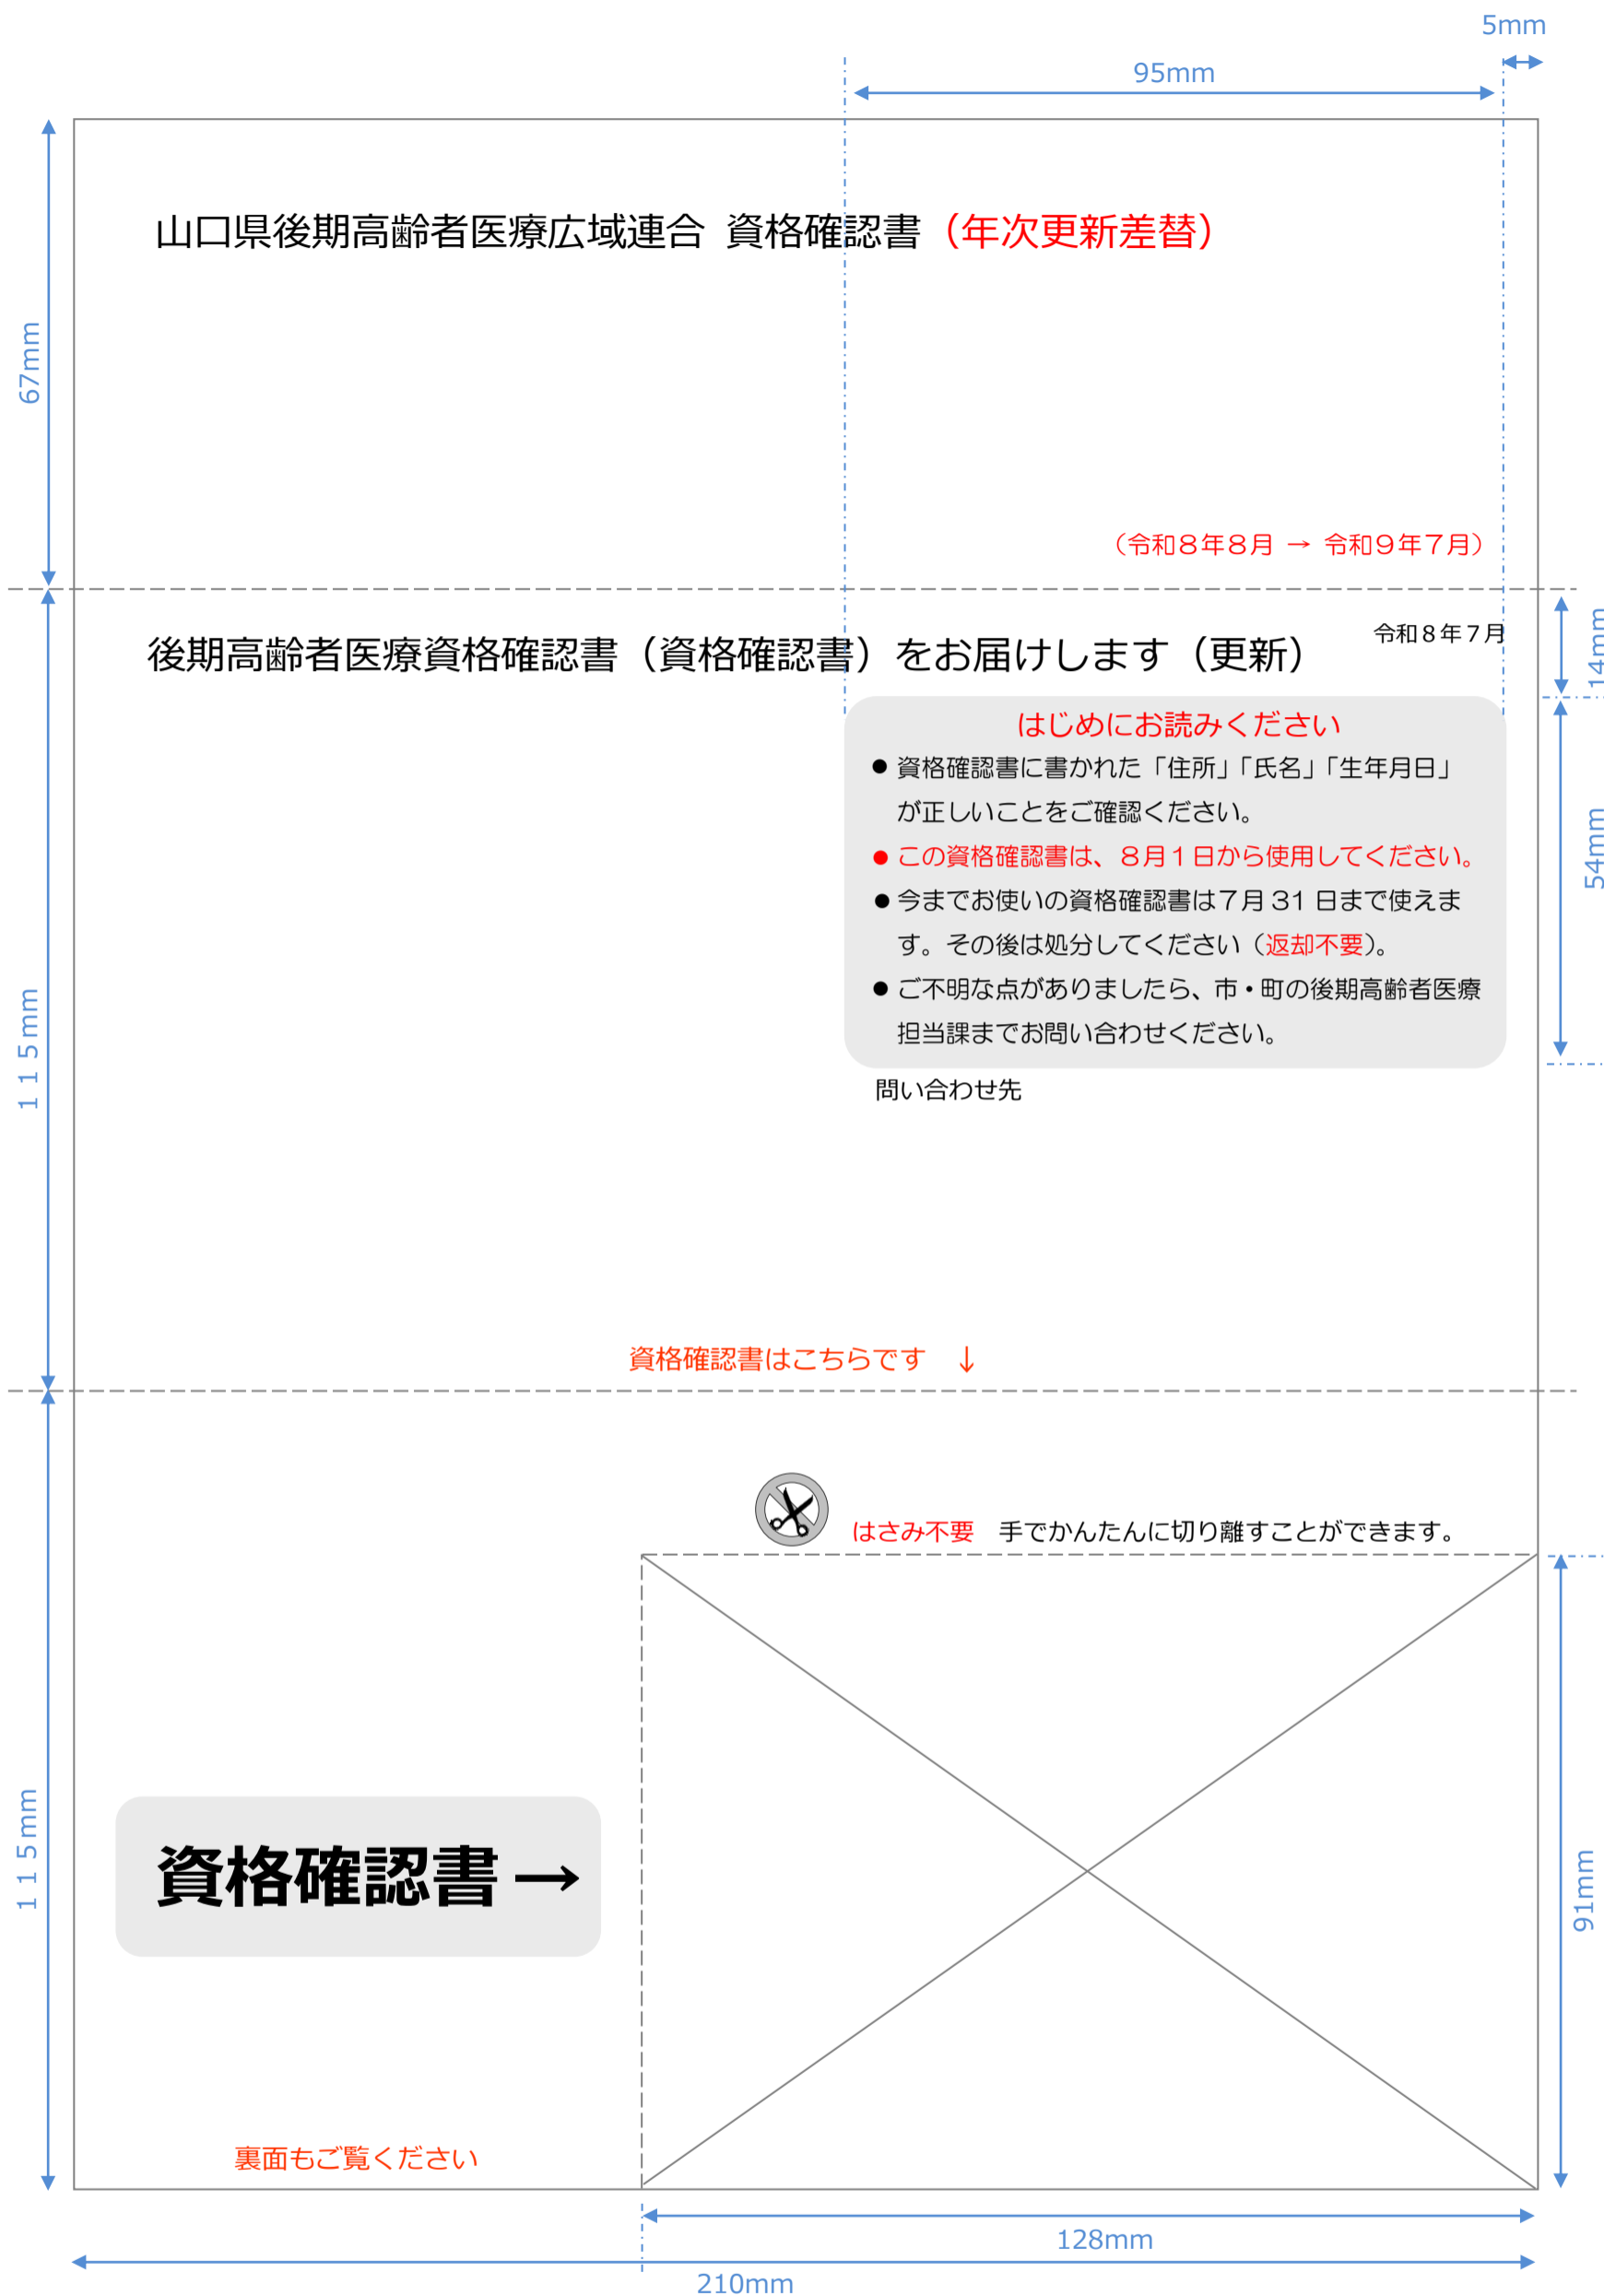 5mm
95mm
山口県後期高齢者医療広域連合 資格確認書（年次更新差替）
67mm
（令和８年８月 → 令和９年７月）
令和８年７月
後期高齢者医療資格確認書（資格確認書）をお届けします（更新）
14mm
はじめにお読みください
● 資格確認書に書かれた「住所」「氏名」「生年月日」
が正しいことをご確認ください。
● この資格確認書は、８月１日から使用してください。
● 今までお使いの資格確認書は７月 31 日まで使えま
す。その後は処分してください（返却不要）。
● ご不明な点がありましたら、市・町の後期高齢者医療
担当課までお問い合わせください。
54mm
問い合わせ先
１１５mm
資格確認書はこちらです　↓
はさみ不要　手でかんたんに切り離すことができます。
資格確認書→
１１５mm
91mm
裏面もご覧ください
128mm
210mm